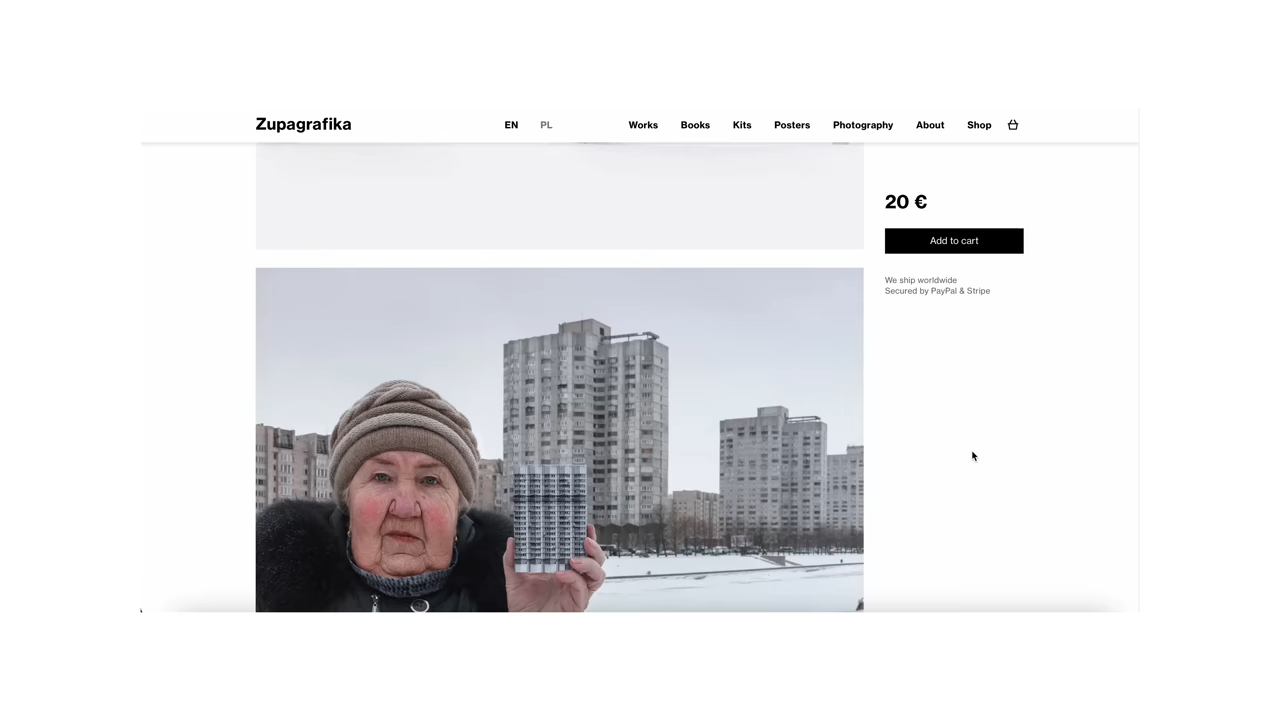 Zupagrafika
EN PL
Works Books Kits Posters Photography About Shop
20 €
Add to cart
We ship worldwide
Secured by PayPal & Stripe